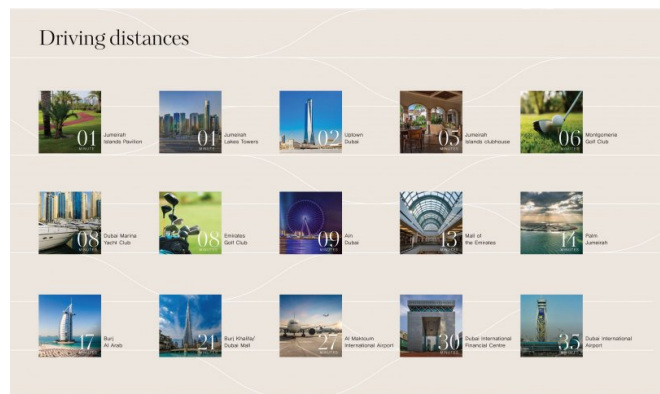 Driving distances
01
MINUTE
Jumeirah
Islands Pavilion
01
MINUTE
Jumeirah
Lakes Towers
02
MINUTES
Uptown
Dubai
05
MINUTES
Jumeirah
Islands clubhouse
06
MINUTES
Montgomerie
Golf Club
08
MINUTES
Dubai Marina
Yacht Club
08
MINUTES
Emirates
Golf Club
09
MINUTES
Ain
Dubai
13
MINUTES
Mall of
the Emirates
14
MINUTES
Palm
Jumeirah
17
MINUTES
Burj
Al Arab
21
MINUTES
Burj Khalifa/
Dubai Mall
27
MINUTES
Al Maktoum
International Airport
30
MINUTES
Dubai International
Financial Centre
35
MINUTES
Dubai International
Airport